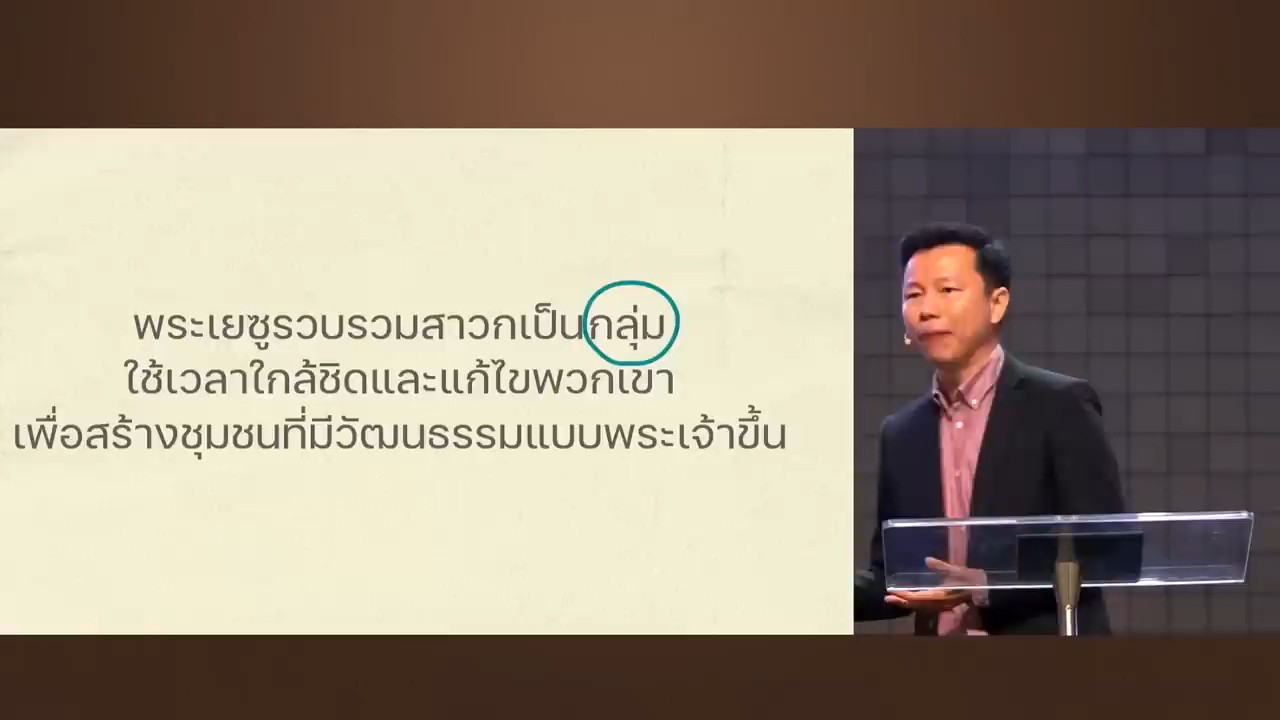 พระเยซูรวบรวมสาวกเป็นกลุ่ม
ใช้เวลาใกล้ชิดและแก้ไขพวกเขา
เพื่อสร้างชุมชนที่มีวัฒนธรรมแบบพระเจ้าขึ้น